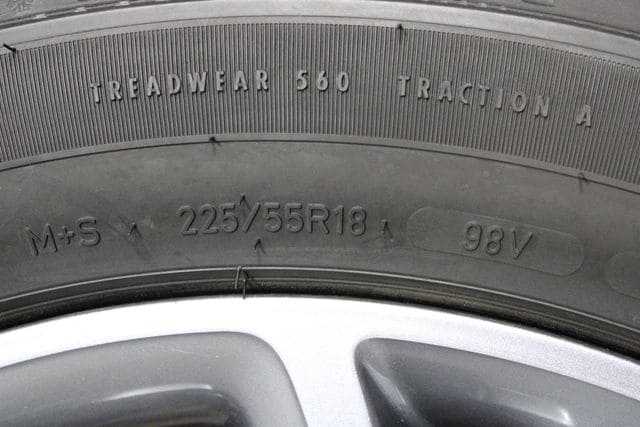 TREADWEAR 560 TRACTION A
M+S 225/55R18 98V